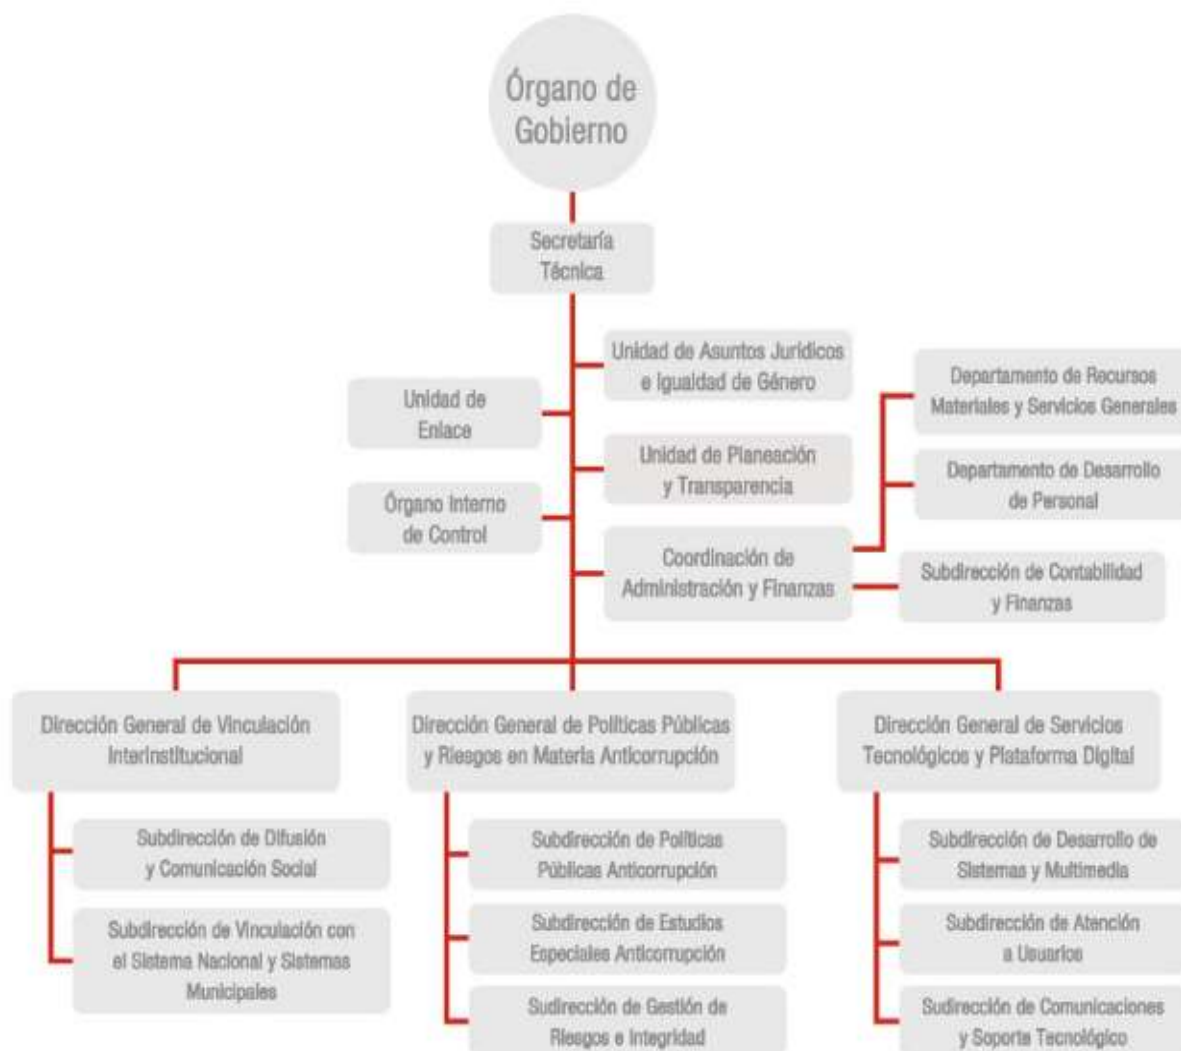 Órgano de
Gobierno
Secretaría
Técnica
Unidad de Asuntos Jurídicos
e Igualdad de Género
Departamento de Recursos
Materiales y Servicios Generales
Unidad de
Enlace
Unidad de Planeación
y Transparencia
Departamento de Desarrollo
de Personal
Órgano Interno
de Control
Coordinación de
Administración y Finanzas
Subdirección de Contabilidad
y Finanzas
Dirección General de Vinculación
Interinstitucional
Dirección General de Políticas Públicas
y Riesgos en Materia Anticorrupción
Dirección General de Servicios
Tecnológicos y Plataforma Digital
Subdirección de Difusión
y Comunicación Social
Subdirección de Vinculación con
el Sistema Nacional y Sistemas
Municipales
Subdirección de Políticas
Públicas Anticorrupción
Subdirección de Estudios
Especiales Anticorrupción
Sudirección de Gestión de
Riesgos e Integridad
Subdirección de Desarrollo de
Sistemas y Multimedia
Subdirección de Atención
a Usuarios
Sudirección de Comunicaciones
y Soporte Tecnológico